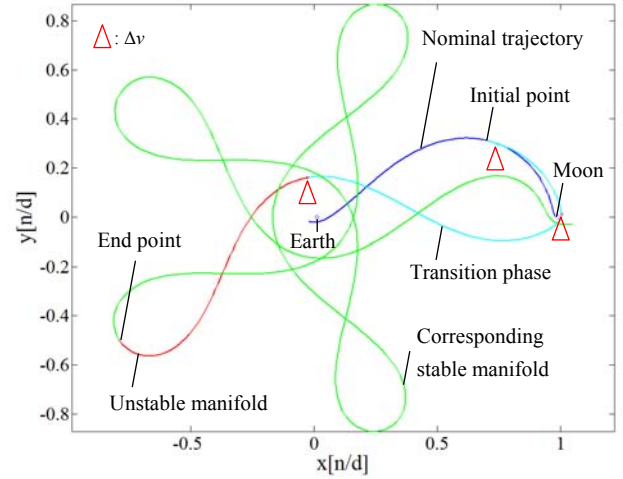 : Δv
Nominal trajectory
Initial point
Moon
Earth
End point
Transition phase
Corresponding
stable manifold
Unstable manifold
y[n/d]
0.8
0.6
0.4
0.2
0
-0.2
-0.4
-0.6
-0.8
-0.5
0
0.5
1
x[n/d]